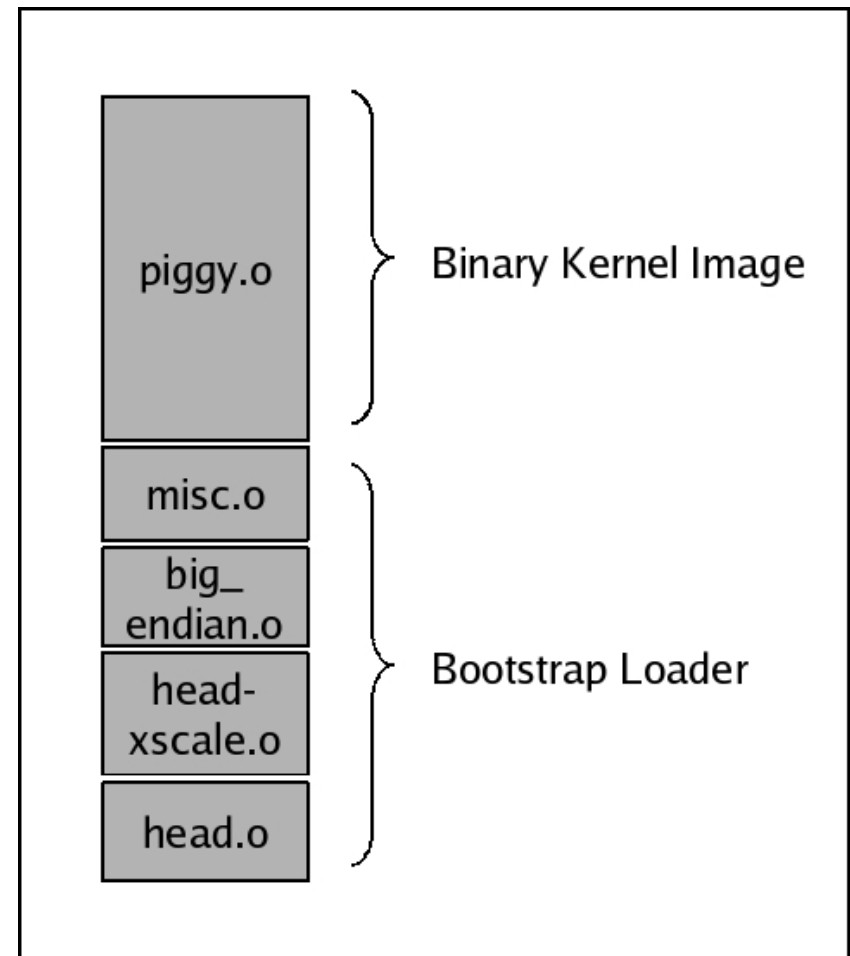 piggy.o
Binary Kernel Image
misc.o
big_
endian.o
head-
xscale.o
Bootstrap Loader
head.o